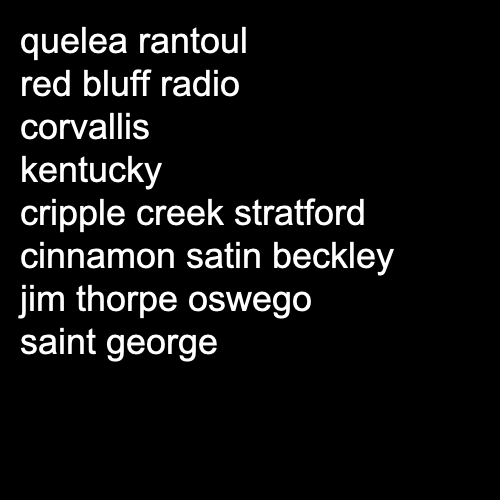 quelea rantoul
red bluff radio
corvallis
kentucky
cripple creek stratford
cinnamon satin beckley
jim thorpe oswego
saint george